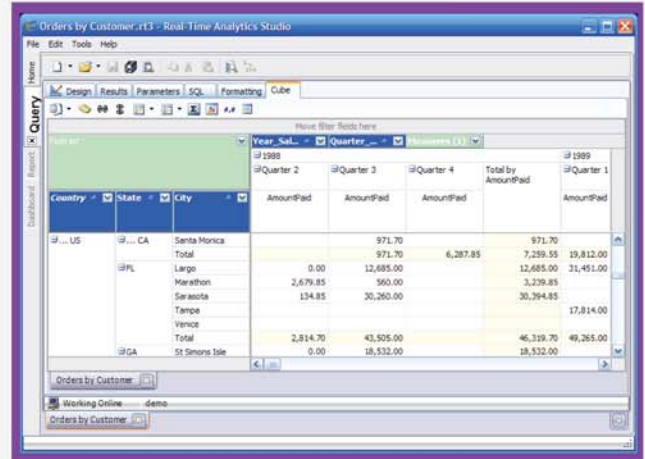 Orders by Customer.rt3 - Real-Time Analytics Studio
File Edit Tools Help
Home
Query
Report
Dashboard
Design Results Parameters SQL Formatting Cube
Move filter fields here
Year_Sal... Quarter_... Measures (1)
1988 1989
Quarter 2 Quarter 3 Quarter 4 Total by AmountPaid Quarter 1
Country State City AmountPaid AmountPaid AmountPaid AmountPaid
... US ... CA Santa Monica 971.70 971.70
Total 971.70 6,287.85 7,259.55 19,812.00
FL Largo 0.00 12,685.00 12,685.00 31,451.00
Marathon 2,679.85 560.00 3,239.85
Sarasota 134.85 30,260.00 30,394.85
Tampa 17,814.00
Venice
Total 2,814.70 43,505.00 46,319.70 49,265.00
GA St Simons Isle 0.00 18,532.00 18,532.00
Orders by Customer
Working Online demo
Orders by Customer